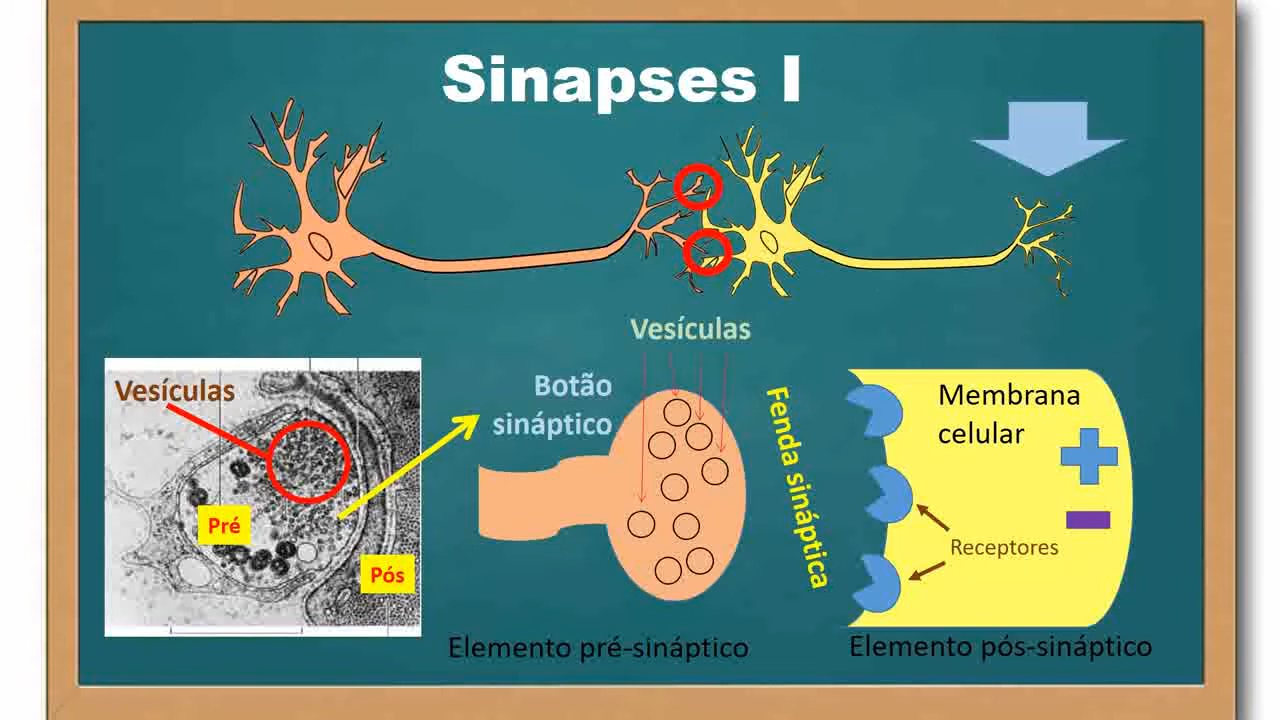 Sinapses I
Vesículas
Vesículas
Botão
sináptico
Fenda sináptica
Membrana
celular
Pré
Pós
Receptores
Elemento pré-sináptico
Elemento pós-sináptico